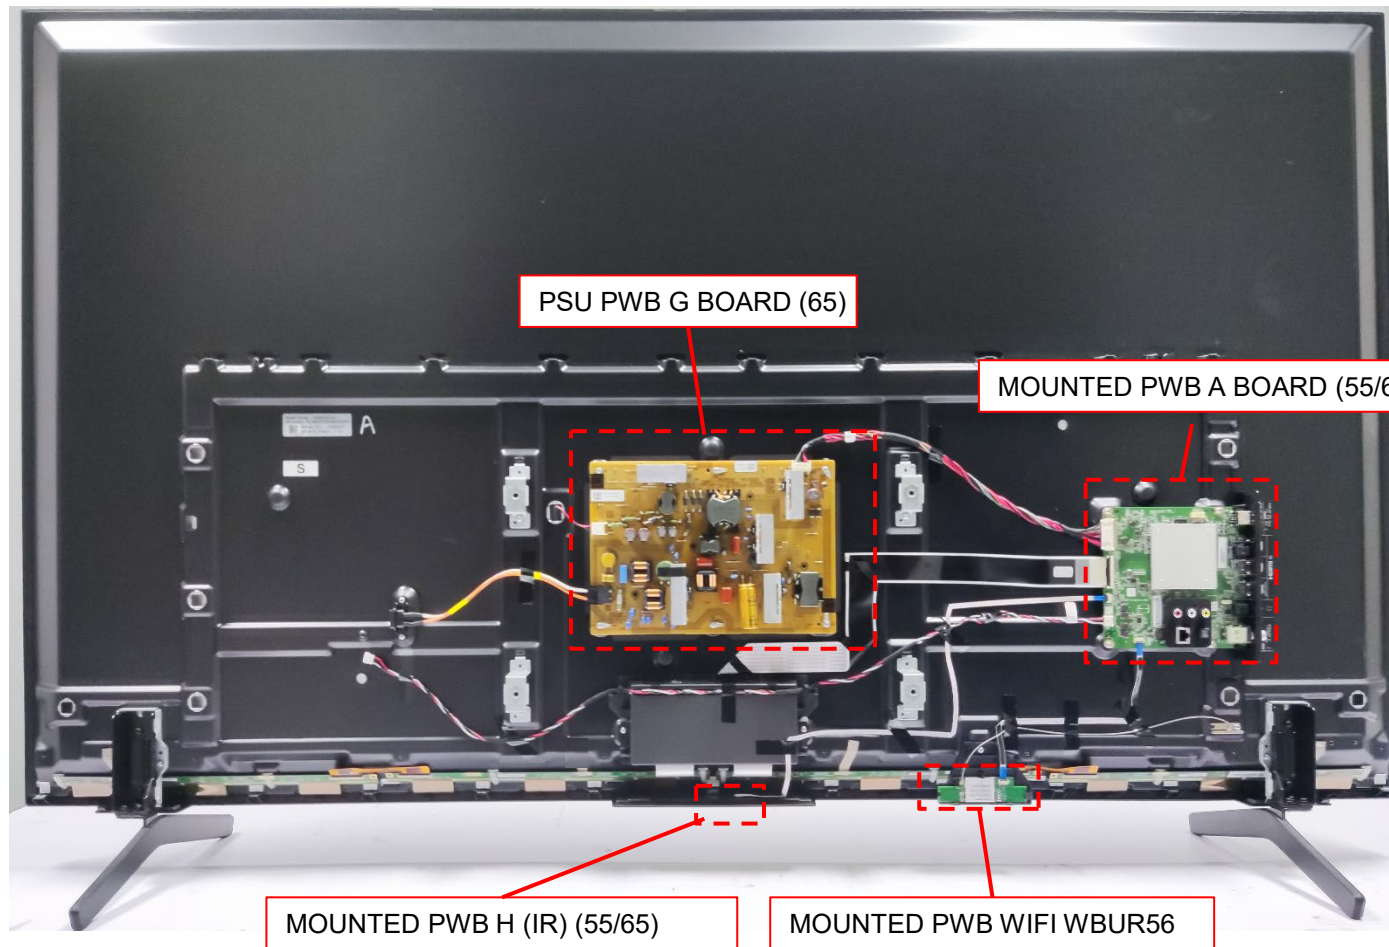 PSU PWB G BOARD (65)
MOUNTED PWB A BOARD (55/6
A
S
MOUNTED PWB H (IR) (55/65)
MOUNTED PWB WIFI WBUR56